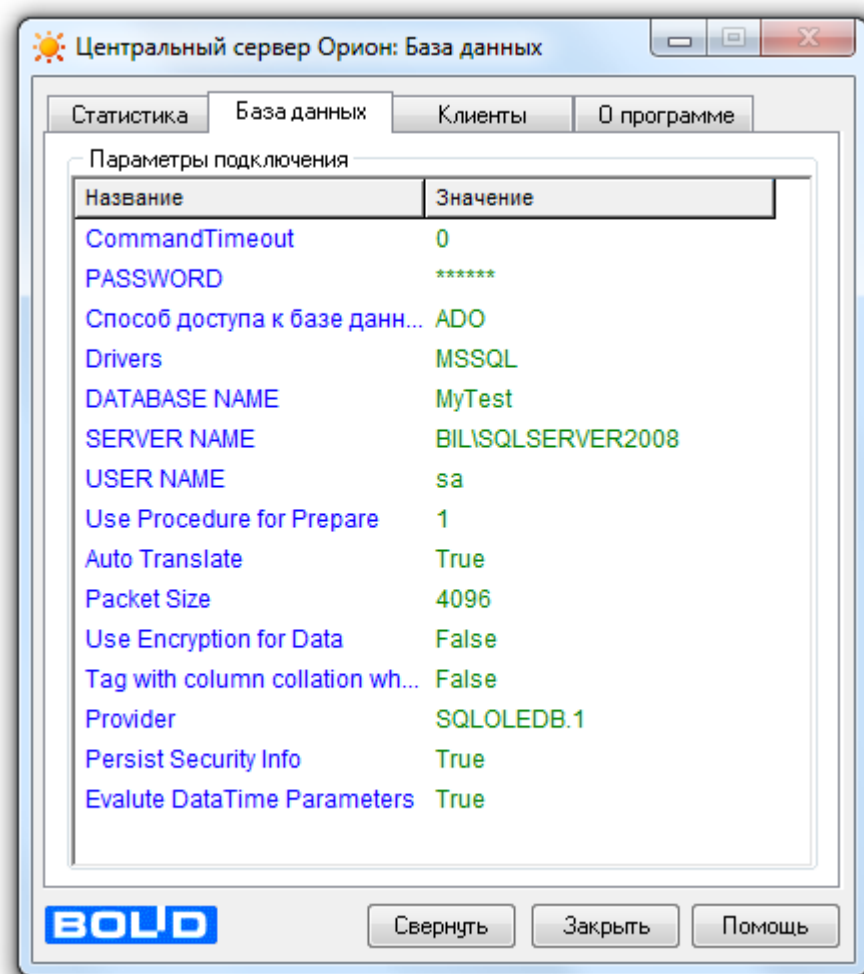 Центральный сервер Орион: База данных
Статистика База данных Клиенты О программе
Параметры подключения
Название Значение
CommandTimeout 0
PASSWORD ******
Способ доступа к базе данн... ADO
Drivers MSSQL
DATABASE NAME MyTest
SERVER NAME BIL\SQLSERVER2008
USER NAME sa
Use Procedure for Prepare 1
Auto Translate True
Packet Size 4096
Use Encryption for Data False
Tag with column collation wh... False
Provider SQLOLEDB.1
Persist Security Info True
Evalute DataTime Parameters True
BOLID Свернуть Закрыть Помощь